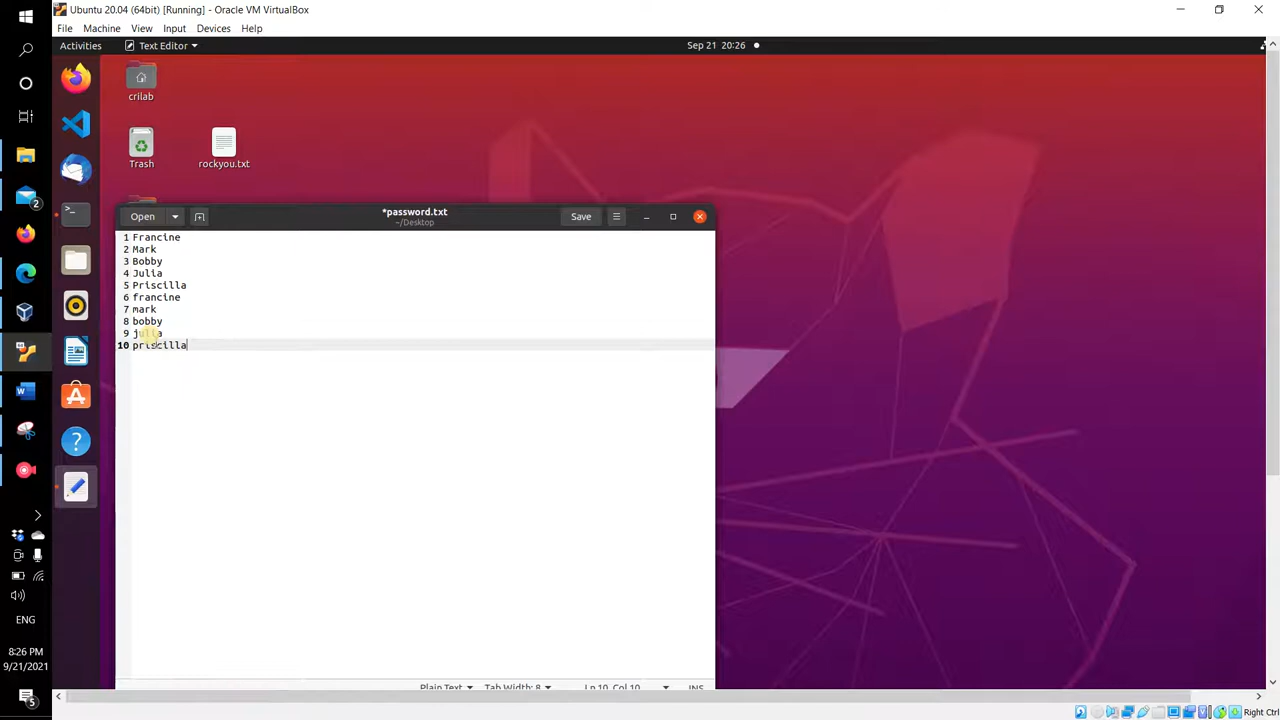 Ubuntu 20.04 (64bit) [Running] - Oracle VM VirtualBox
File Machine View Input Devices Help
Activities Text Editor Sep 21 20:26
crilab
Trash
rockyou.txt
Open *password.txt Save
~/Desktop
1 Francine
2 Mark
3 Bobby
4 Julia
5 Priscilla
6 francine
7 mark
8 bobby
9 julia
10 priscilla
Plain Text Tab Width: 8 Ln 10, Col 10 INS
2
ENG
8:26 PM
9/21/2021
5
Right Ctrl